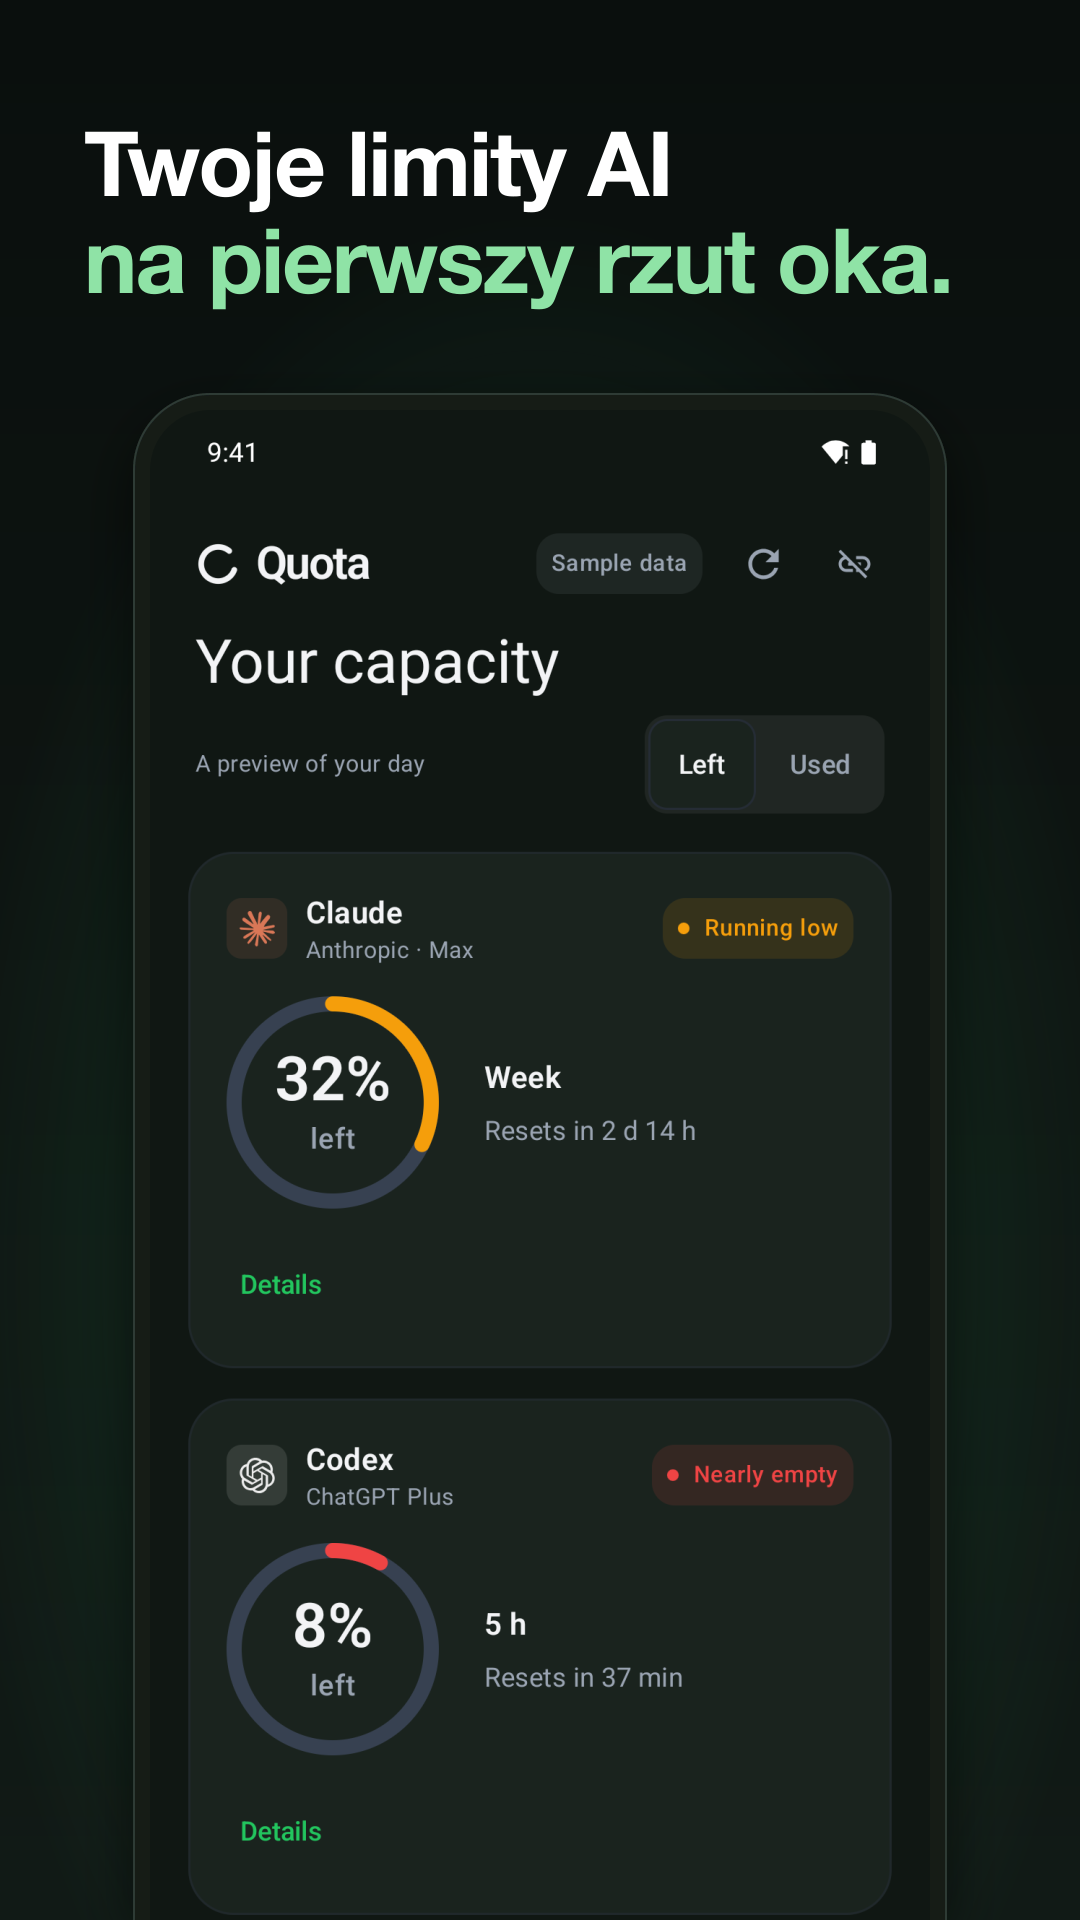 Twoje limity AI
na pierwszy rzut oka.
9:41
Quota
Sample data
Your capacity
A preview of your day
Left
Used
Claude
Anthropic · Max
Running low
32%
left
Week
Resets in 2 d 14 h
Details
Codex
ChatGPT Plus
Nearly empty
8%
left
5 h
Resets in 37 min
Details